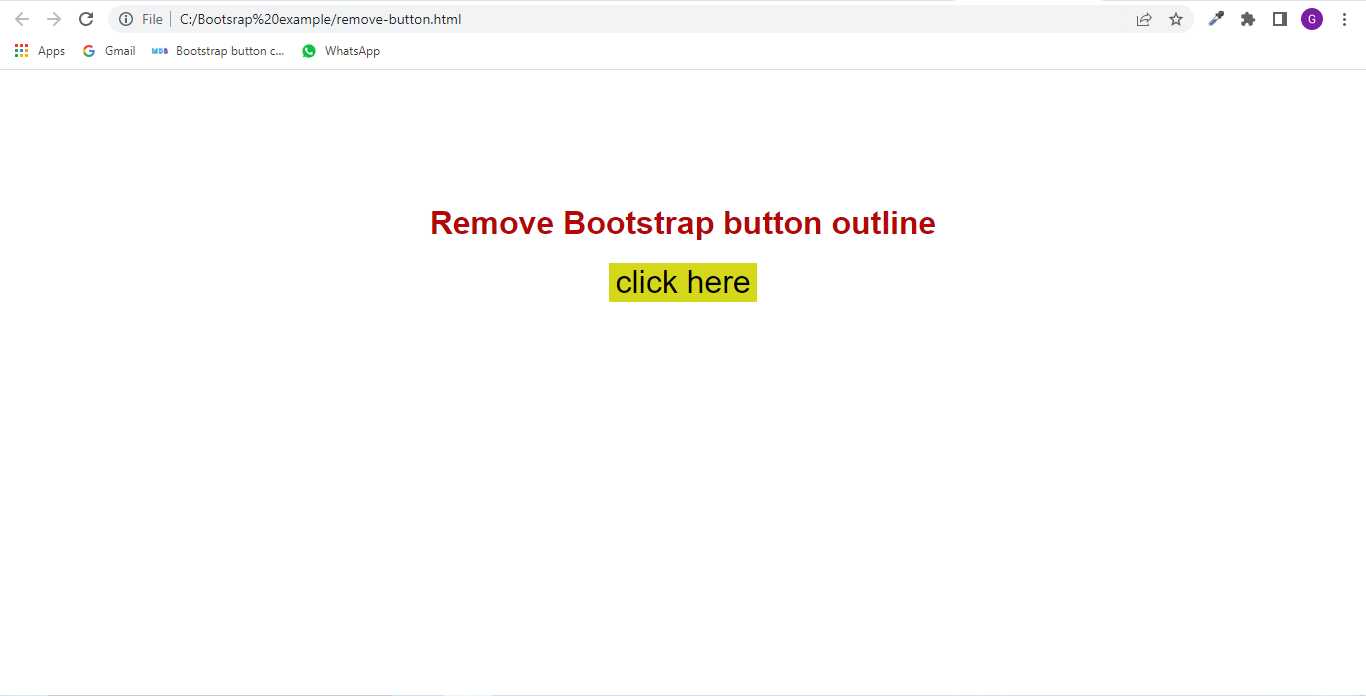 File C:/Bootsrap%20example/remove-button.html G
Apps Gmail MDB Bootstrap button c... WhatsApp
Remove Bootstrap button outline
click here